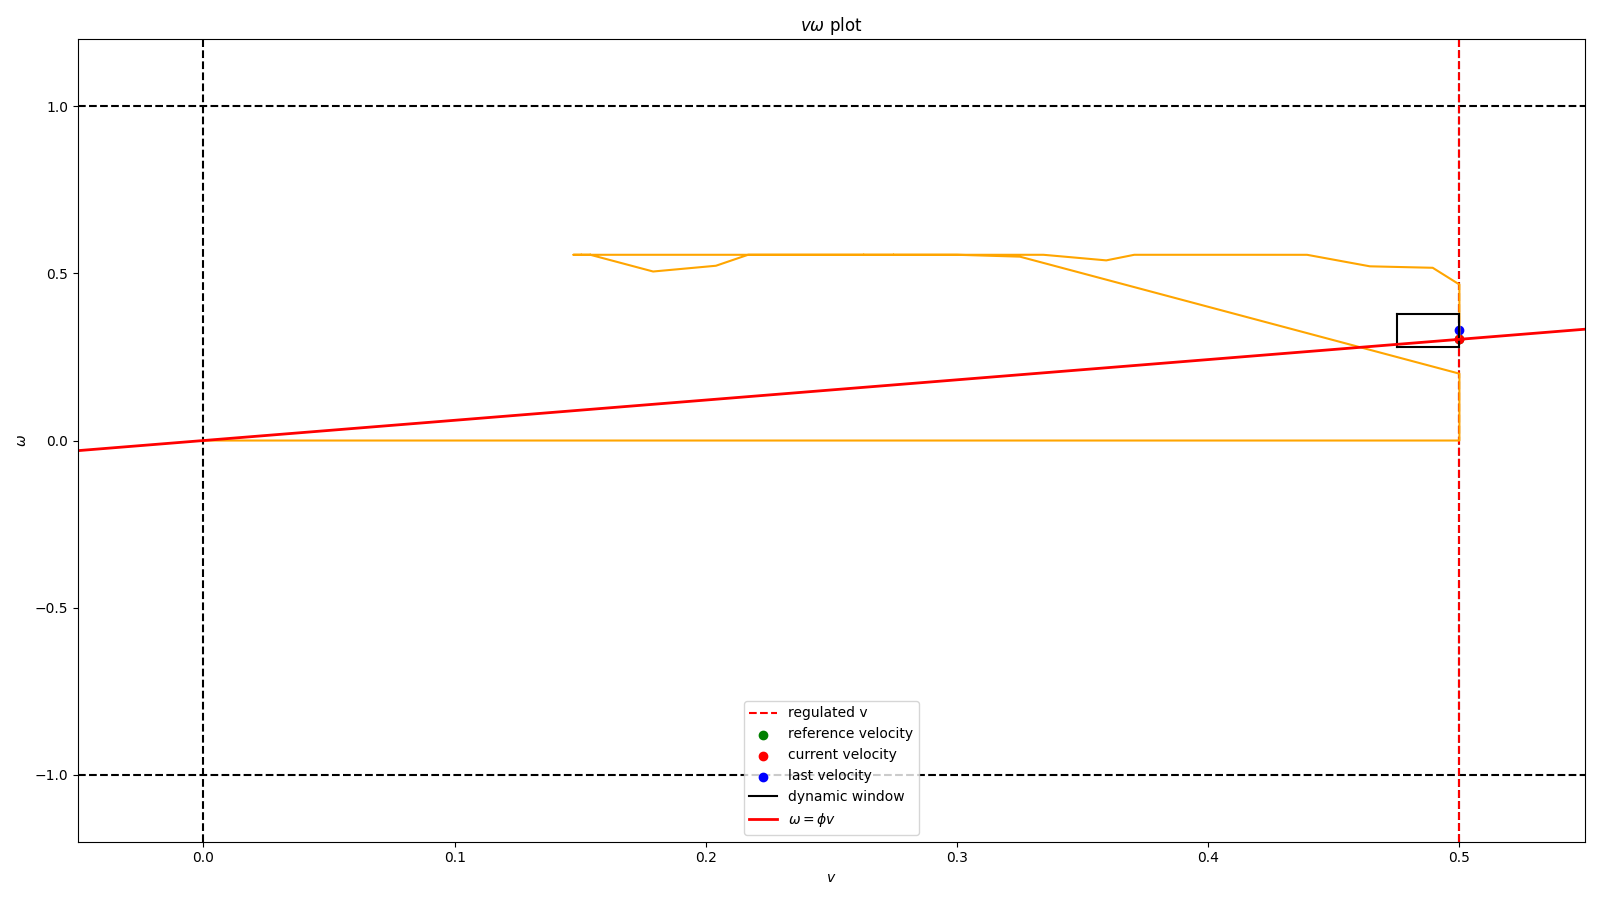 vω plot
1.0
0.5
0.0
−0.5
−1.0
ω
0.0 0.1 0.2 0.3 0.4 0.5
v
regulated v
reference velocity
current velocity
last velocity
dynamic window
ω = ϕv